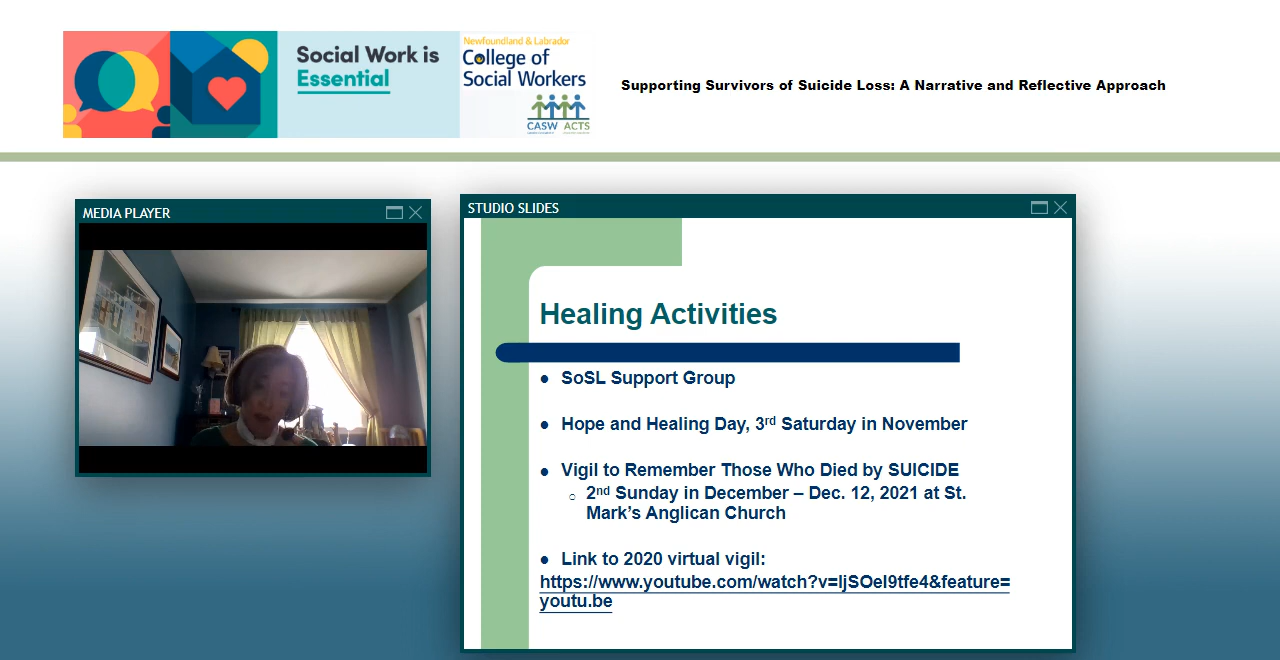 Social Work is
Essential
Newfoundland & Labrador
College of
Social Workers
CASW ACTS
Supporting Survivors of Suicide Loss: A Narrative and Reflective Approach
MEDIA PLAYER
STUDIO SLIDES
Healing Activities
● SoSL Support Group
● Hope and Healing Day, 3rd Saturday in November
● Vigil to Remember Those Who Died by SUICIDE
○ 2nd Sunday in December – Dec. 12, 2021 at St.
Mark's Anglican Church
● Link to 2020 virtual vigil:
https://www.youtube.com/watch?v=ljSOel9tfe4&feature=
youtu.be